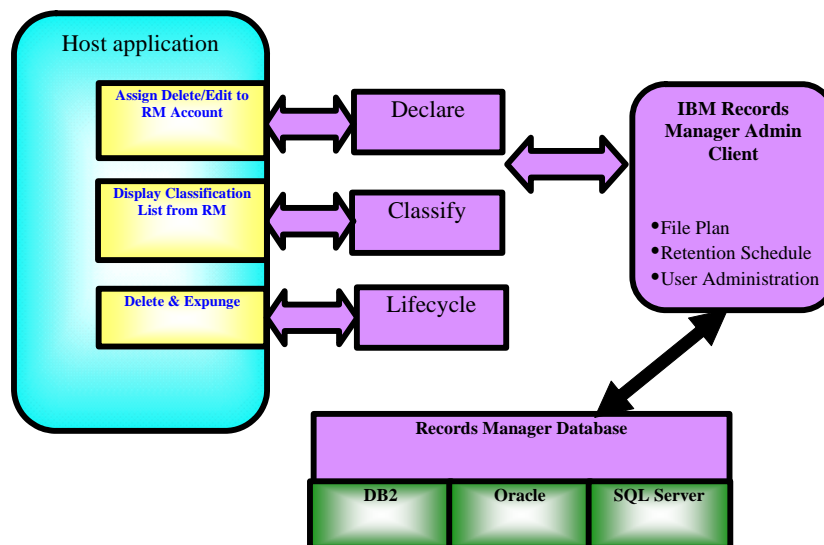 Host application
Assign Delete/Edit to
RM Account
Declare
Display Classification
List from RM
Classify
Delete & Expunge
Lifecycle
IBM Records
Manager Admin
Client
•File Plan
•Retention Schedule
•User Administration
Records Manager Database
DB2
Oracle
SQL Server